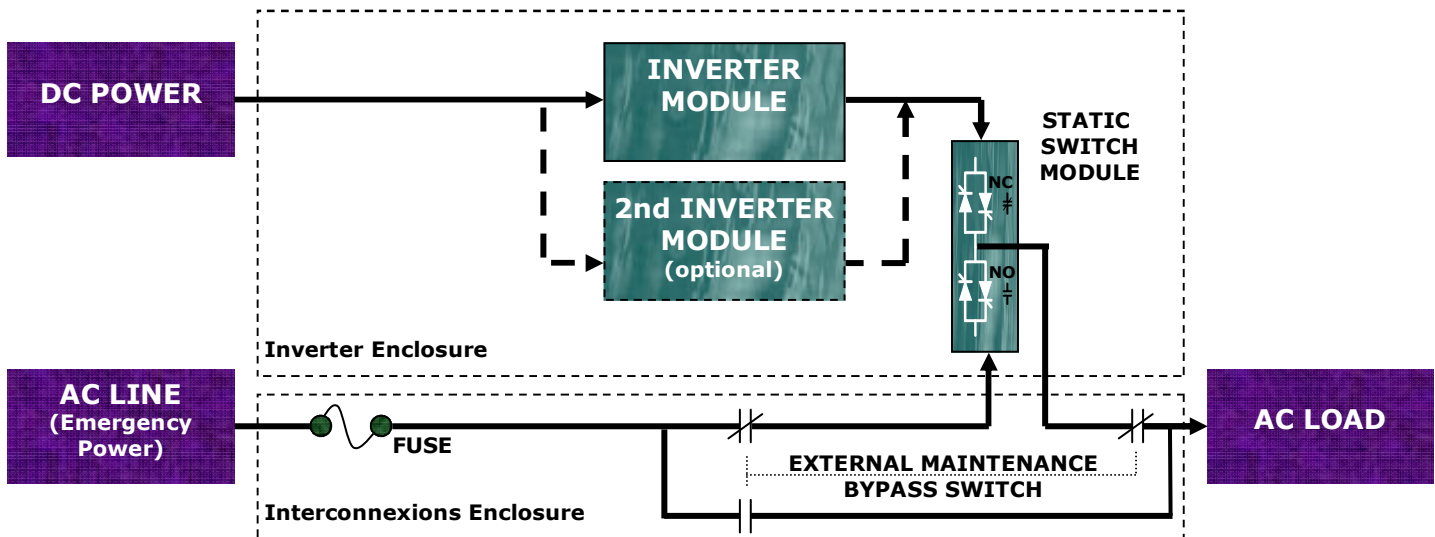 DC POWER
INVERTER
MODULE
2nd INVERTER
MODULE
(optional)
STATIC
SWITCH
MODULE
NC
NO
Inverter Enclosure
AC LINE
(Emergency
Power)
FUSE
EXTERNAL MAINTENANCE
BYPASS SWITCH
AC LOAD
Interconnexions Enclosure